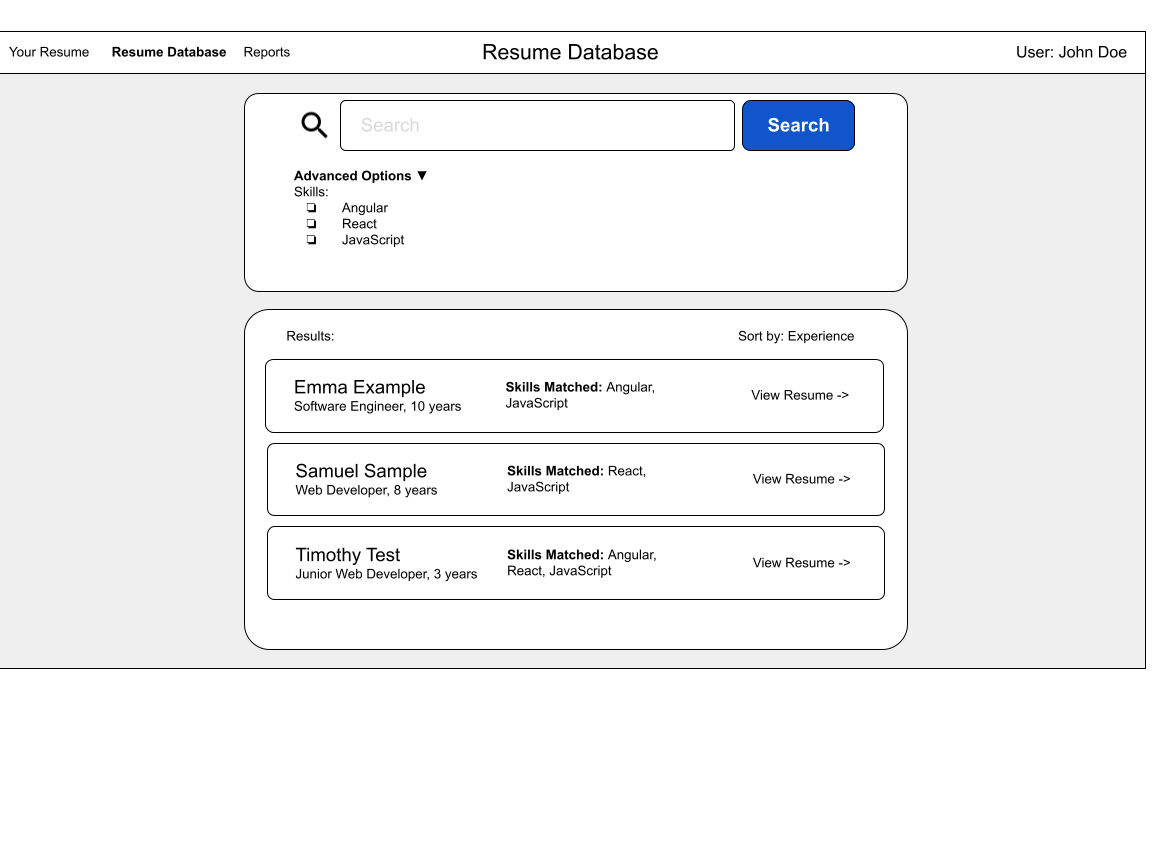 Your Resume Resume Database Reports Resume Database User: John Doe
Search Search
Advanced Options ▼
Skills:
❏ Angular
❏ React
❏ JavaScript
Results: Sort by: Experience
Emma Example
Software Engineer, 10 years
Skills Matched: Angular,
JavaScript
View Resume ->
Samuel Sample
Web Developer, 8 years
Skills Matched: React,
JavaScript
View Resume ->
Timothy Test
Junior Web Developer, 3 years
Skills Matched: Angular,
React, JavaScript
View Resume ->